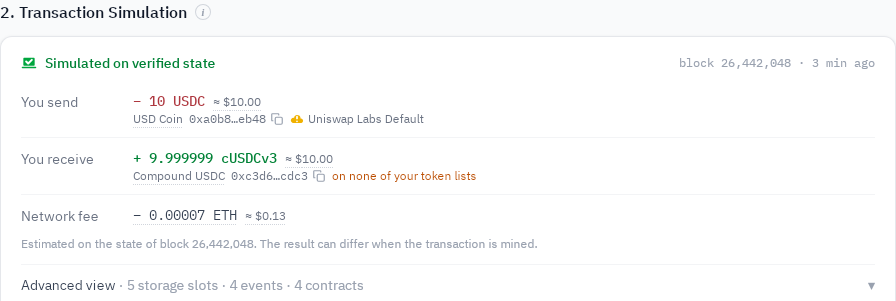 2. Transaction Simulation i
Simulated on verified state block 26,442,048 · 3 min ago
You send − 10 USDC ≈ $10.00
USD Coin 0xa0b8…eb48 Uniswap Labs Default
You receive + 9.999999 cUSDCv3 ≈ $10.00
Compound USDC 0xc3d6…cdc3 on none of your token lists
Network fee − 0.00007 ETH ≈ $0.13
Estimated on the state of block 26,442,048. The result can differ when the transaction is mined.
Advanced view · 5 storage slots · 4 events · 4 contracts ▼